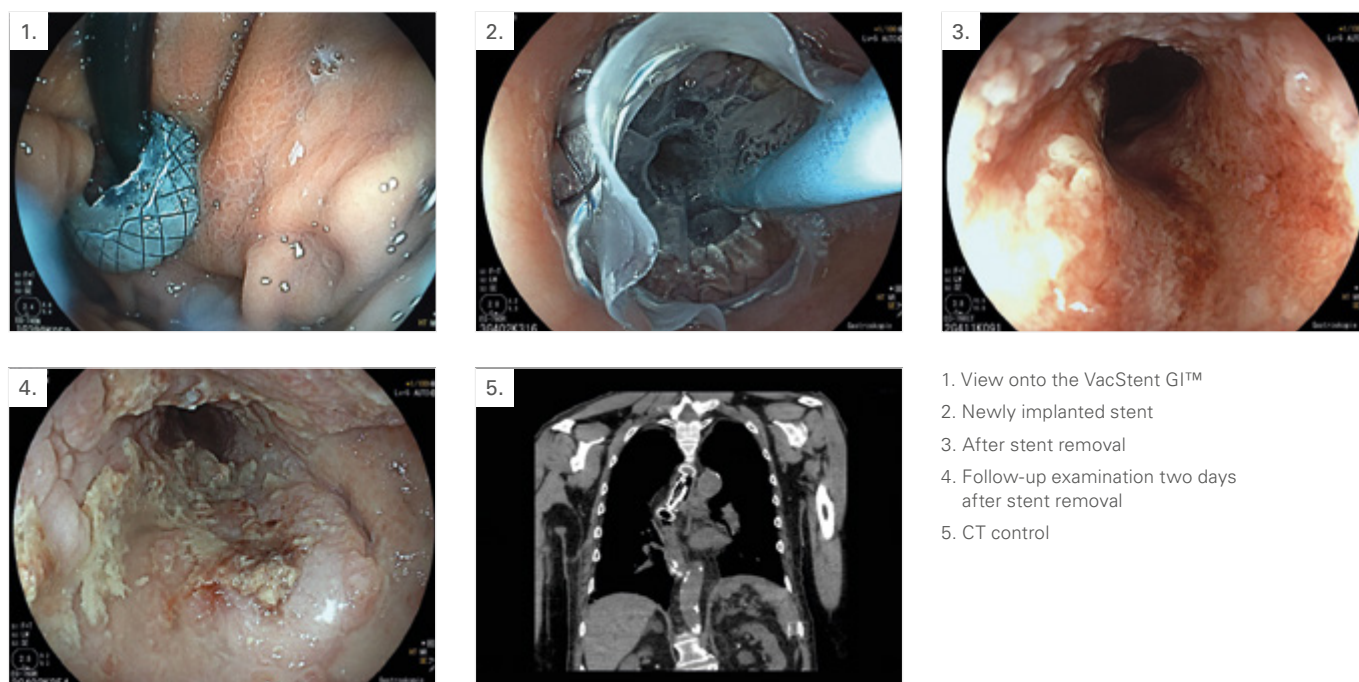 1.
2.
3.
4.
5.
1. View onto the VacStent GI™
2. Newly implanted stent
3. After stent removal
4. Follow-up examination two days
after stent removal
5. CT control